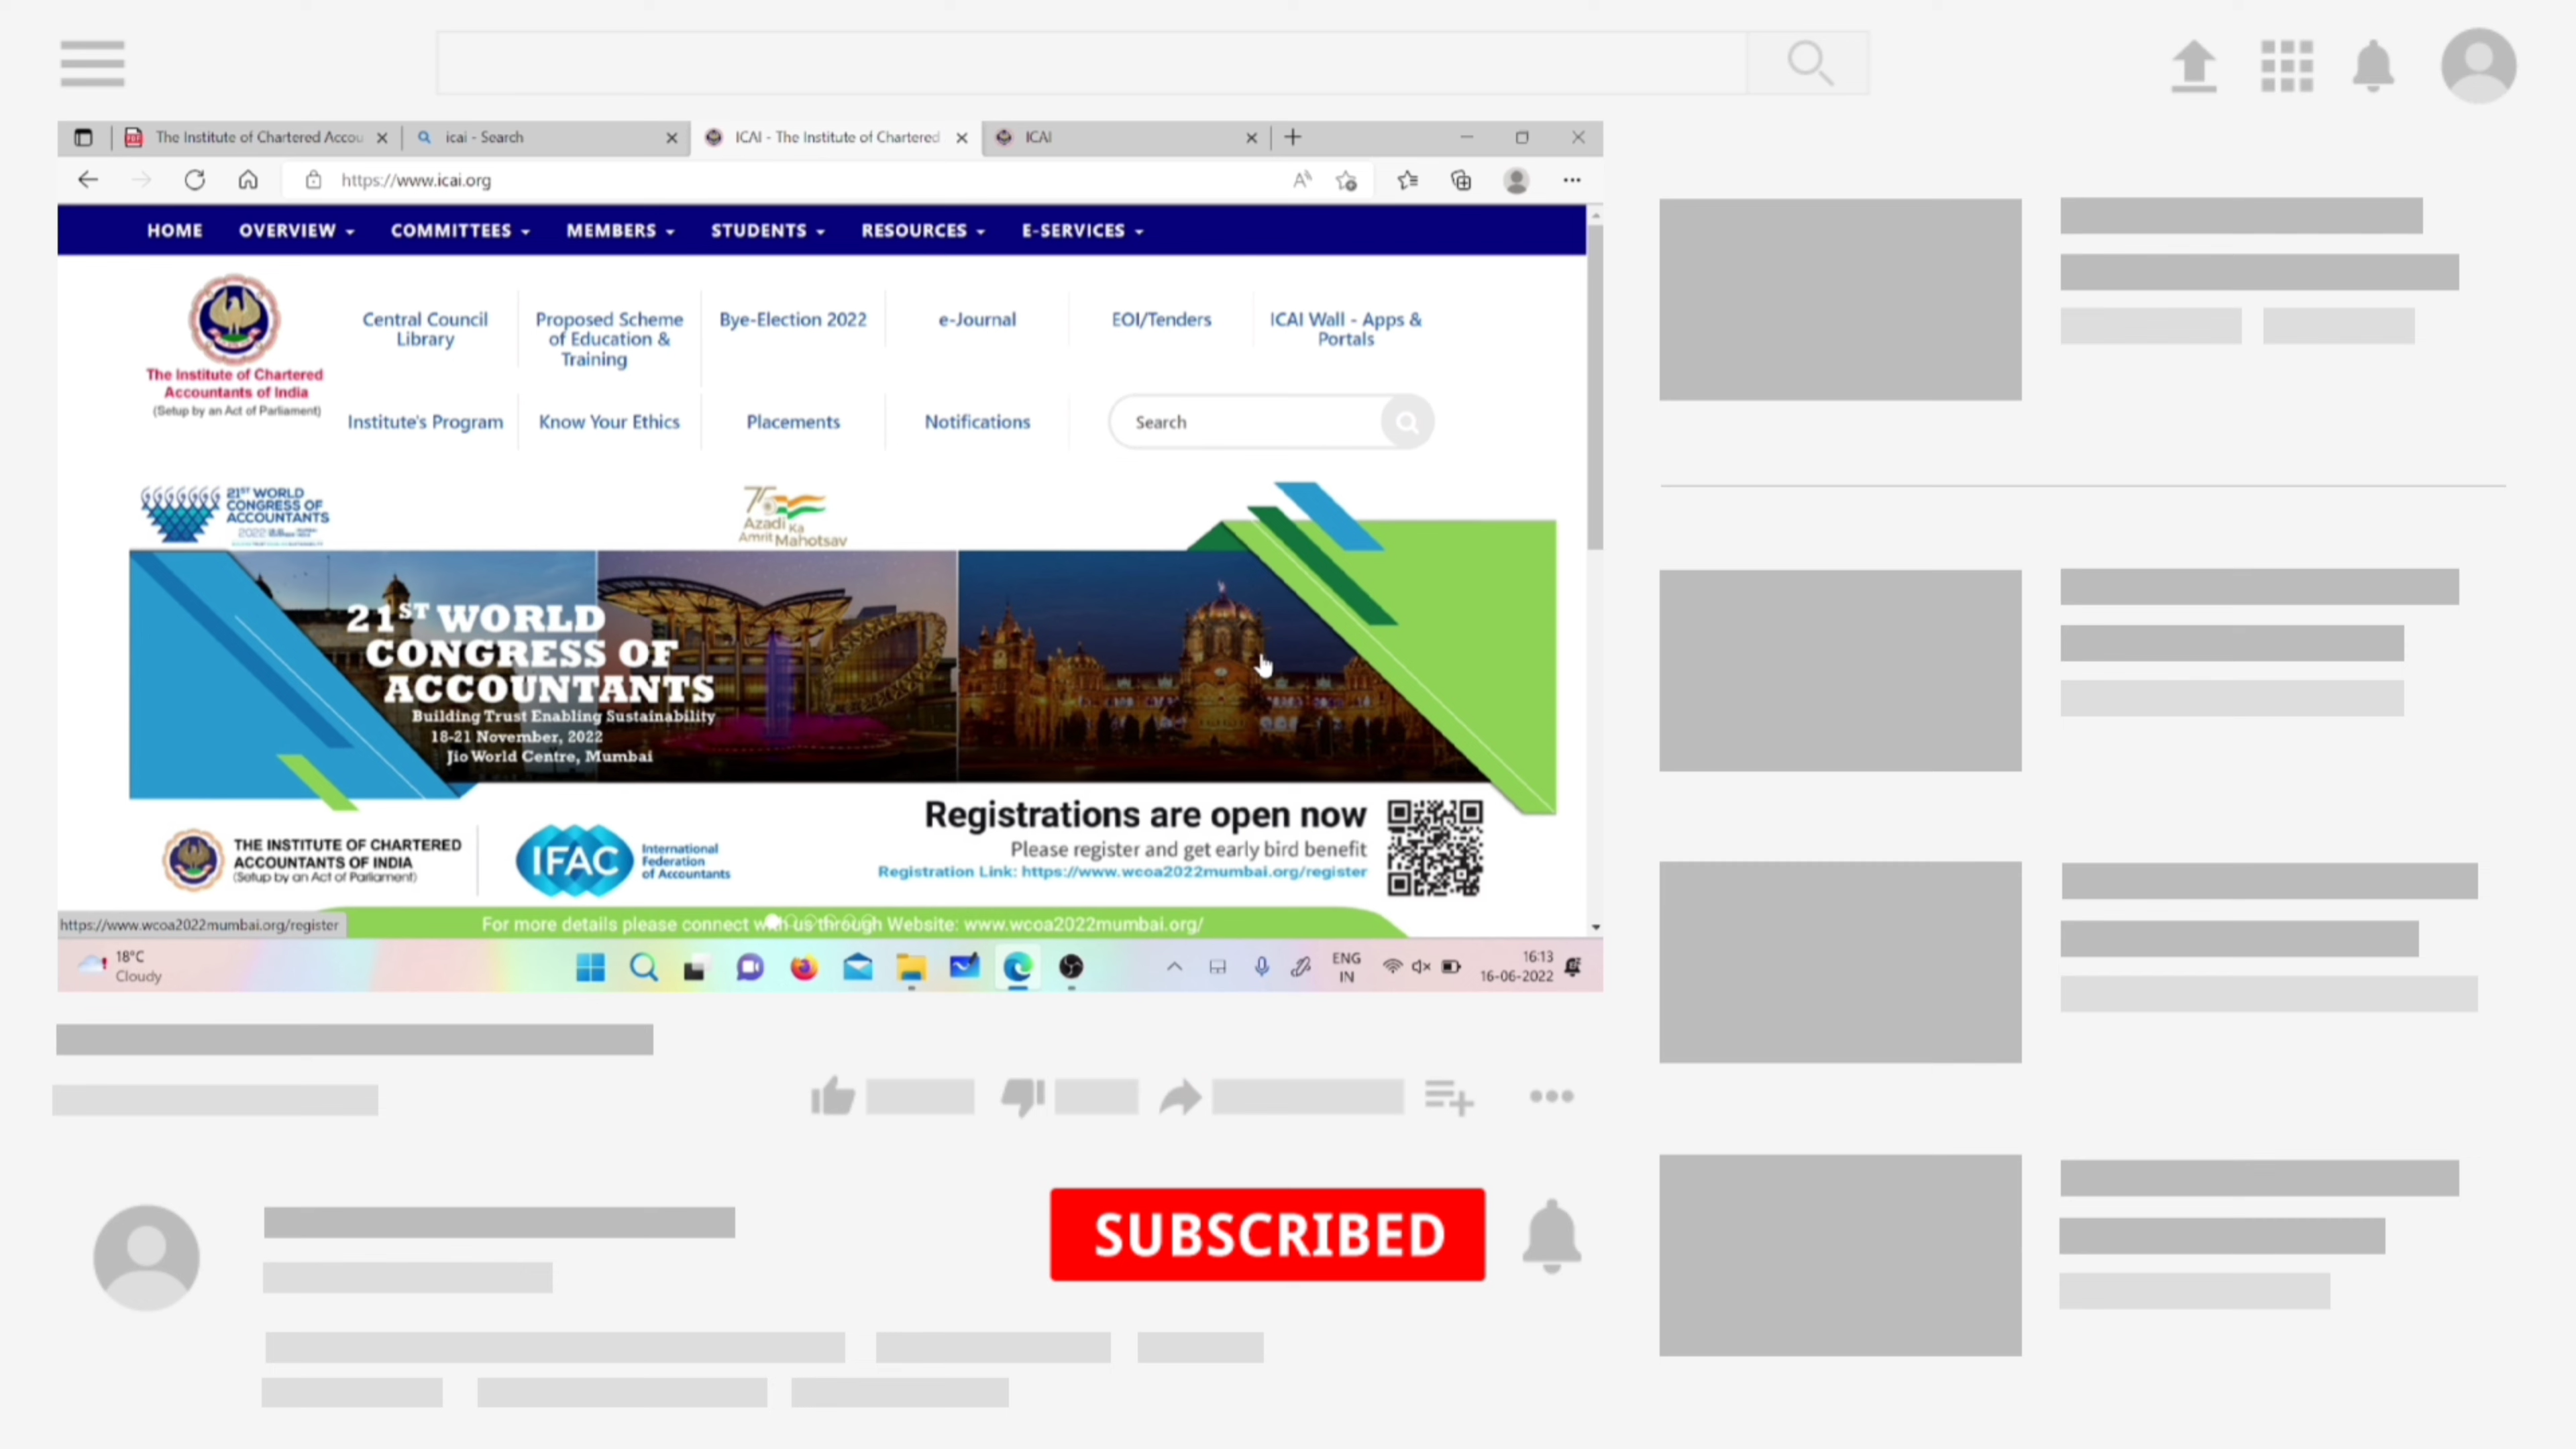 The Institute of Chartered Accou
icai - Search
ICAI - The Institute of Chartered
ICAI
https://www.icai.org
HOME
OVERVIEW
COMMITTEES
MEMBERS
STUDENTS
RESOURCES
E-SERVICES
The Institute of Chartered
Accountants of India
(Setup by an Act of Parliament)
Central Council
Library
Proposed Scheme
of Education &
Training
Bye-Election 2022
e-Journal
EOI/Tenders
ICAI Wall - Apps &
Portals
Institute's Program
Know Your Ethics
Placements
Notifications
Search
21ST WORLD
CONGRESS OF
ACCOUNTANTS
2022
75
Azadi Ka
Amrit Mahotsav
21ST WORLD
CONGRESS OF
ACCOUNTANTS
Building Trust Enabling Sustainability
18-21 November, 2022
Jio World Centre, Mumbai
THE INSTITUTE OF CHARTERED
ACCOUNTANTS OF INDIA
(Setup by an Act of Parliament)
IFAC
International
Federation
of Accountants
Registrations are open now
Please register and get early bird benefit
Registration Link: https://www.wcoa2022mumbai.org/register
https://www.wcoa2022mumbai.org/register
For more details please connect with us through Website: www.wcoa2022mumbai.org/
18°C
Cloudy
ENG
IN
16:13
16-06-2022
SUBSCRIBED